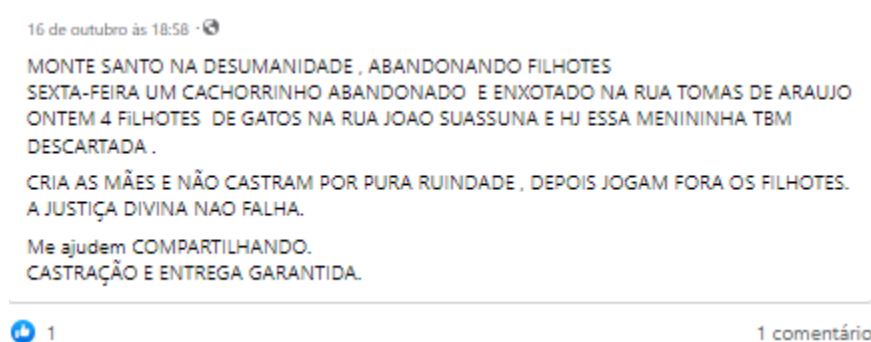 16 de outubro às 18:58 ·
MONTE SANTO NA DESUMANIDADE , ABANDONANDO FILHOTES
SEXTA-FEIRA UM CACHORRINHO ABANDONADO E ENXOTADO NA RUA TOMAS DE ARAUJO
ONTEM 4 FILHOTES DE GATOS NA RUA JOAO SUASSUNA E HJ ESSA MENININHA TBM
DESCARTADA .
CRIA AS MÃES E NÃO CASTRAM POR PURA RUINDADE , DEPOIS JOGAM FORA OS FILHOTES.
A JUSTIÇA DIVINA NAO FALHA.
Me ajudem COMPARTILHANDO.
CASTRAÇÃO E ENTREGA GARANTIDA.
1
1 comentário